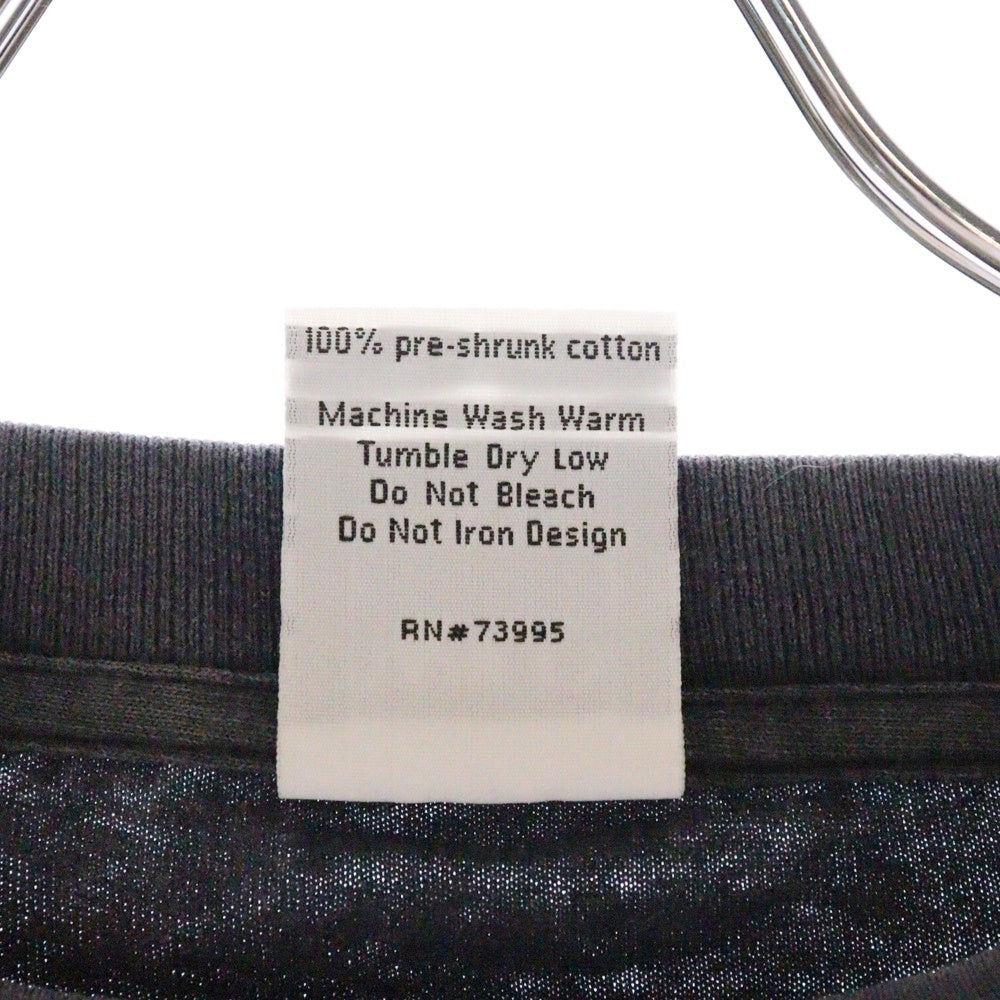 100% pre-shrunk cotton
Machine Wash Warm
Tumble Dry Low
Do Not Bleach
Do Not Iron Design
RN#73995